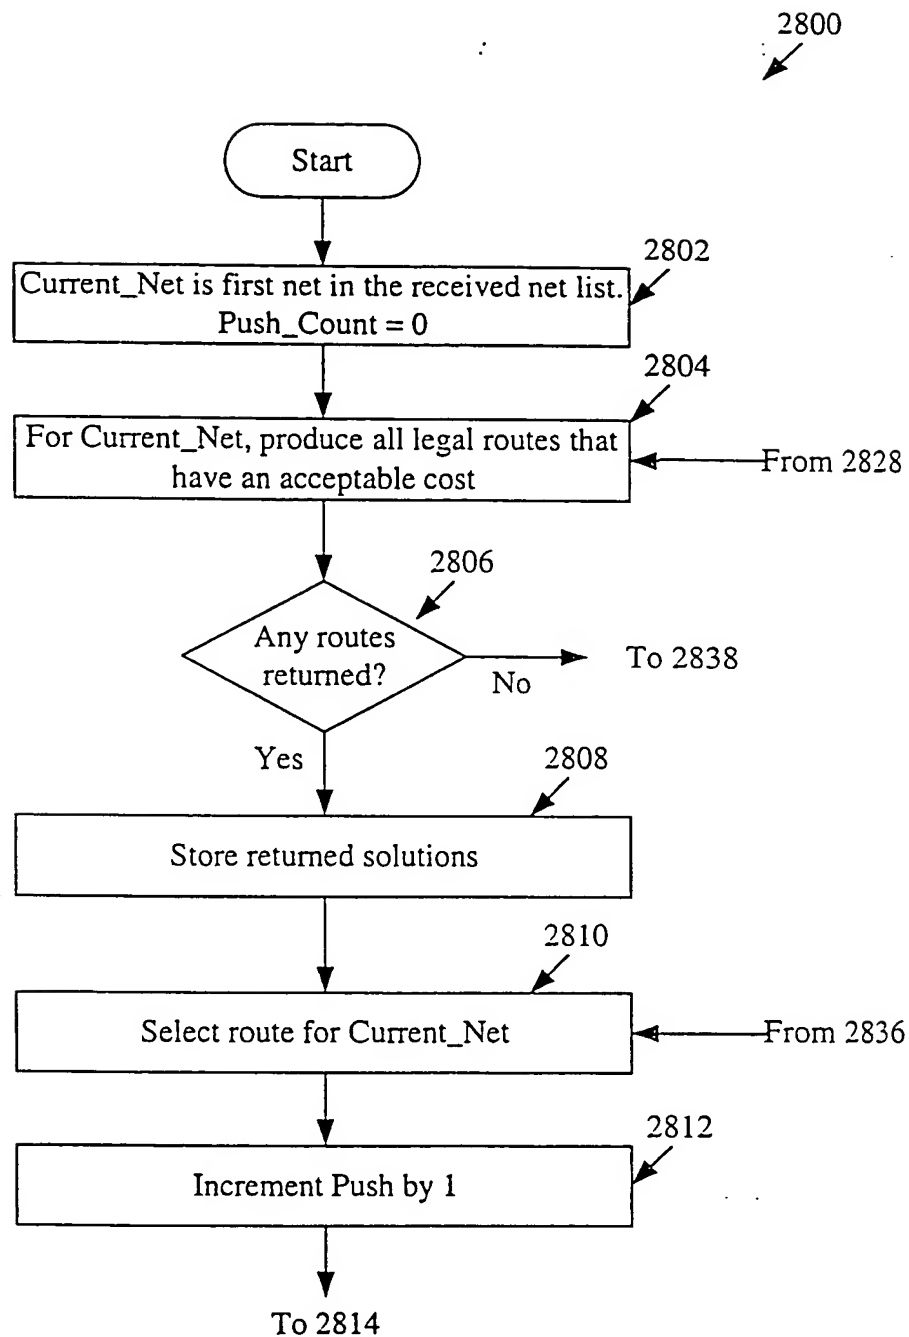 2800
Start
2802
Current_Net is first net in the received net list.
Push_Count = 0
2804
For Current_Net, produce all legal routes that
have an acceptable cost
From 2828
2806
Any routes
returned?
To 2838
No
Yes
2808
Store returned solutions
2810
Select route for Current_Net
From 2836
2812
Increment Push by 1
To 2814